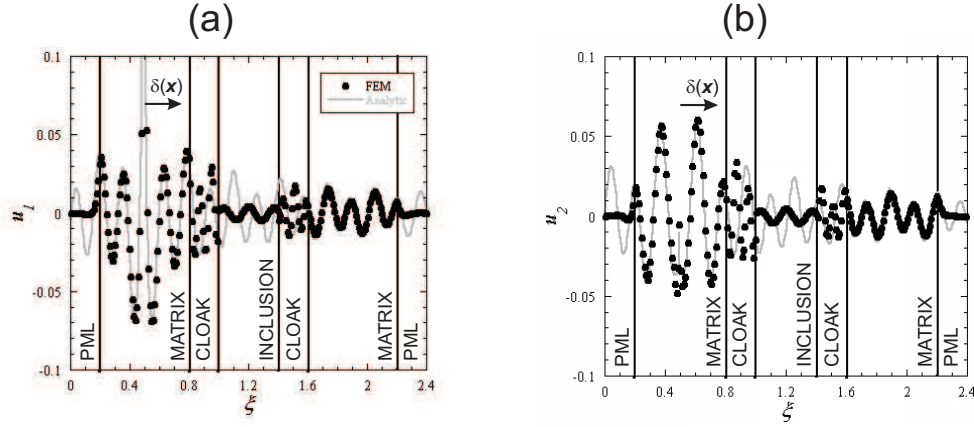 (a)
0.1
0.05
0
-0.05
-0.1
u1
δ(x)
FEM
Analytic
PML
MATRIX
CLOAK
INCLUSION
CLOAK
MATRIX
PML
0 0.4 0.8 1.2 1.6 2 2.4
ξ
(b)
0.1
0.05
0
-0.05
-0.1
u2
δ(x)
PML
MATRIX
CLOAK
INCLUSION
CLOAK
MATRIX
PML
0 0.4 0.8 1.2 1.6 2 2.4
ξ